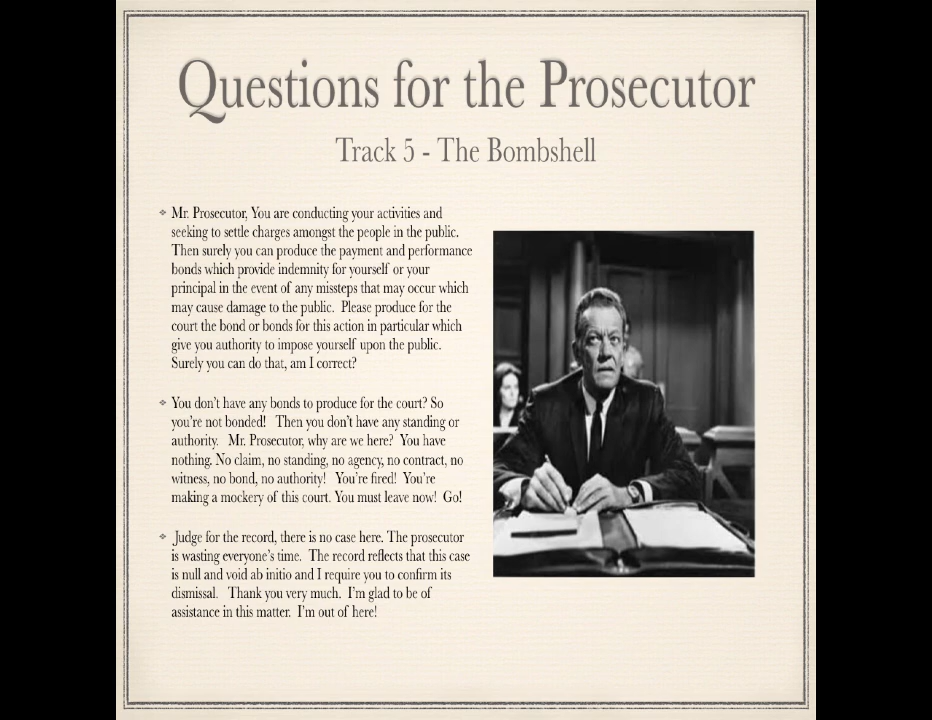 Questions for the Prosecutor
Track 5 - The Bombshell
Mr. Prosecutor, You are conducting your activities and
seeking to settle charges amongst the people in the public.
Then surely you can produce the payment and performance
bonds which provide indemnity for yourself or your
principal in the event of any missteps that may occur which
may cause damage to the public.  Please produce for the
court the bond or bonds for this action in particular which
give you authority to impose yourself upon the public.
Surely you can do that, am I correct?
You don't have any bonds to produce for the court? So
you're not bonded!   Then you don't have any standing or
authority.   Mr. Prosecutor, why are we here?  You have
nothing. No claim, no standing, no agency, no contract, no
witness, no bond, no authority!   You're fired!  You're
making a mockery of this court. You must leave now!  Go!
Judge for the record, there is no case here. The prosecutor
is wasting everyone's time.  The record reflects that this case
is null and void ab initio and I require you to confirm its
dismissal.   Thank you very much.  I'm glad to be of
assistance in this matter.  I'm out of here!